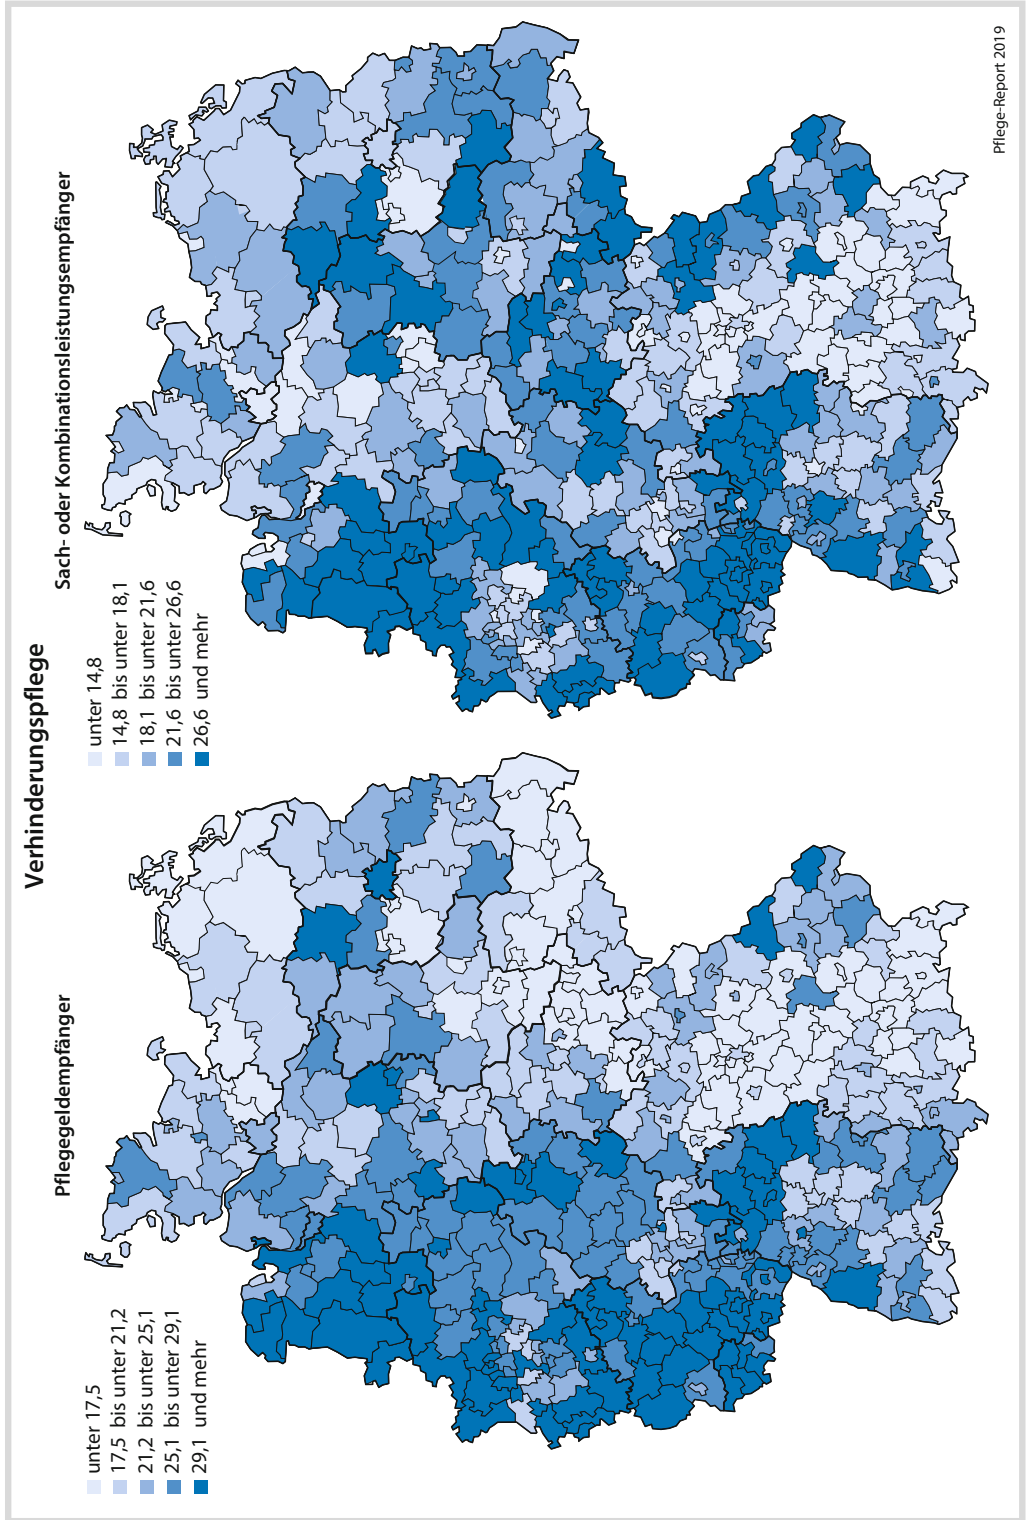 Verhinderungspflege
Pflegegeldempfänger
unter 17,5
17,5 bis unter 21,2
21,2 bis unter 25,1
25,1 bis unter 29,1
29,1 und mehr
Sach- oder Kombinationsleistungsempfänger
unter 14,8
14,8 bis unter 18,1
18,1 bis unter 21,6
21,6 bis unter 26,6
26,6 und mehr
Pflege-Report 2019